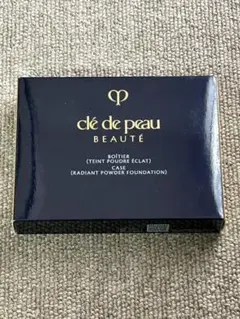 clé de peau
BEAUTÉ
BOÎTIER
(TEINT POUDRE ÉCLAT)
CASE
(RADIANT POWDER FOUNDATION)